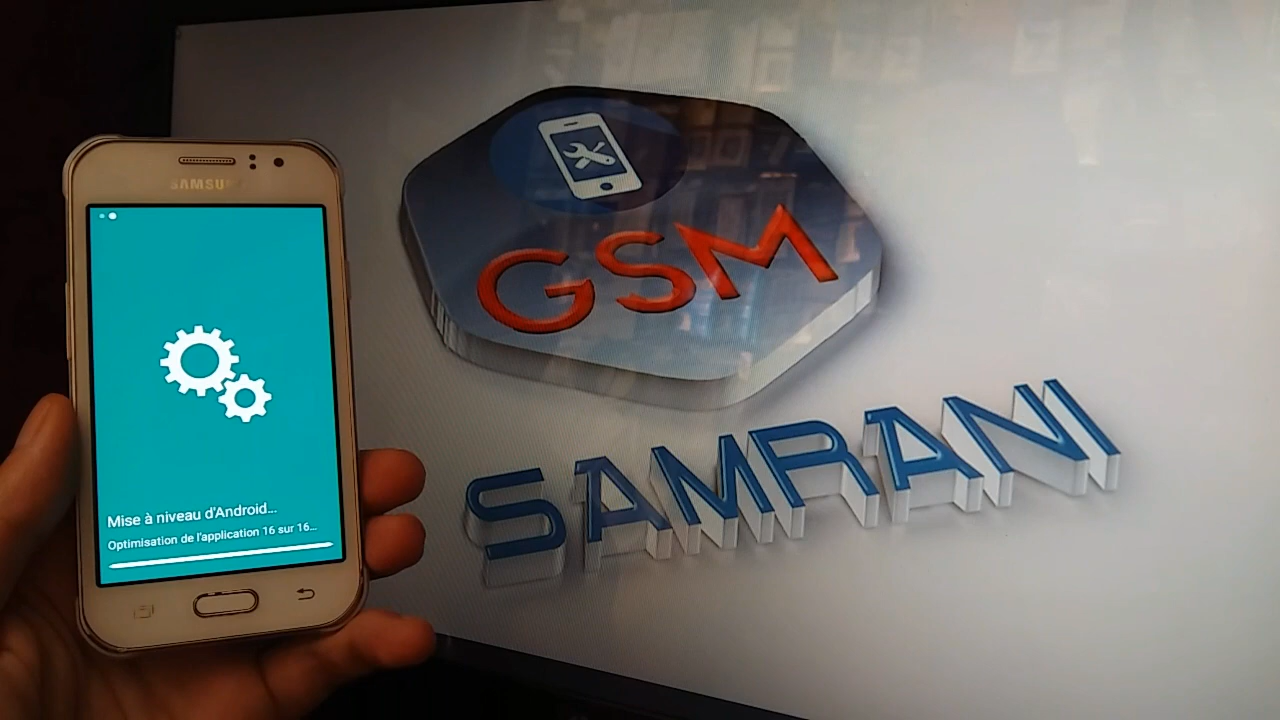 SAMSUNG
Mise à niveau d'Android...
Optimisation de l'application 16 sur 16...
GSM
SAMRANI